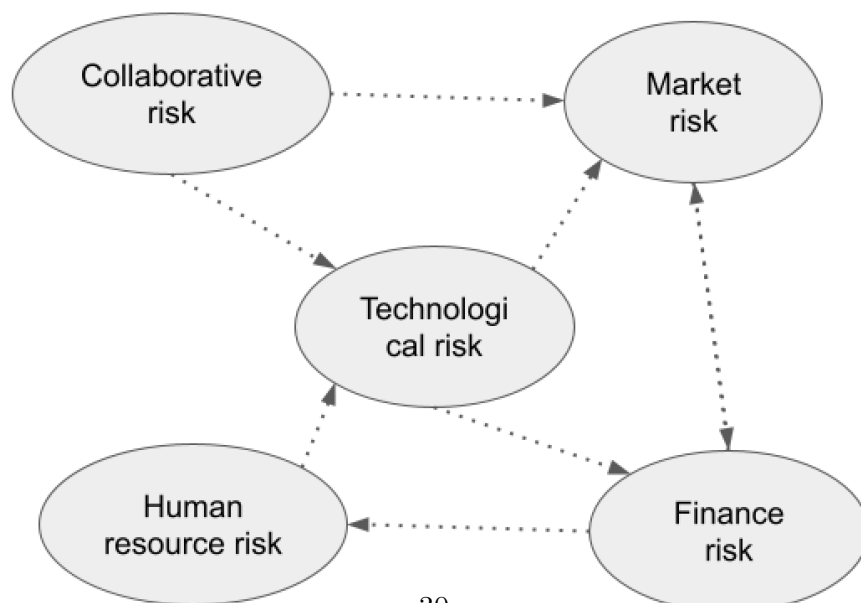 Collaborative
risk
Market
risk
Technologi
cal risk
Human
resource risk
Finance
risk